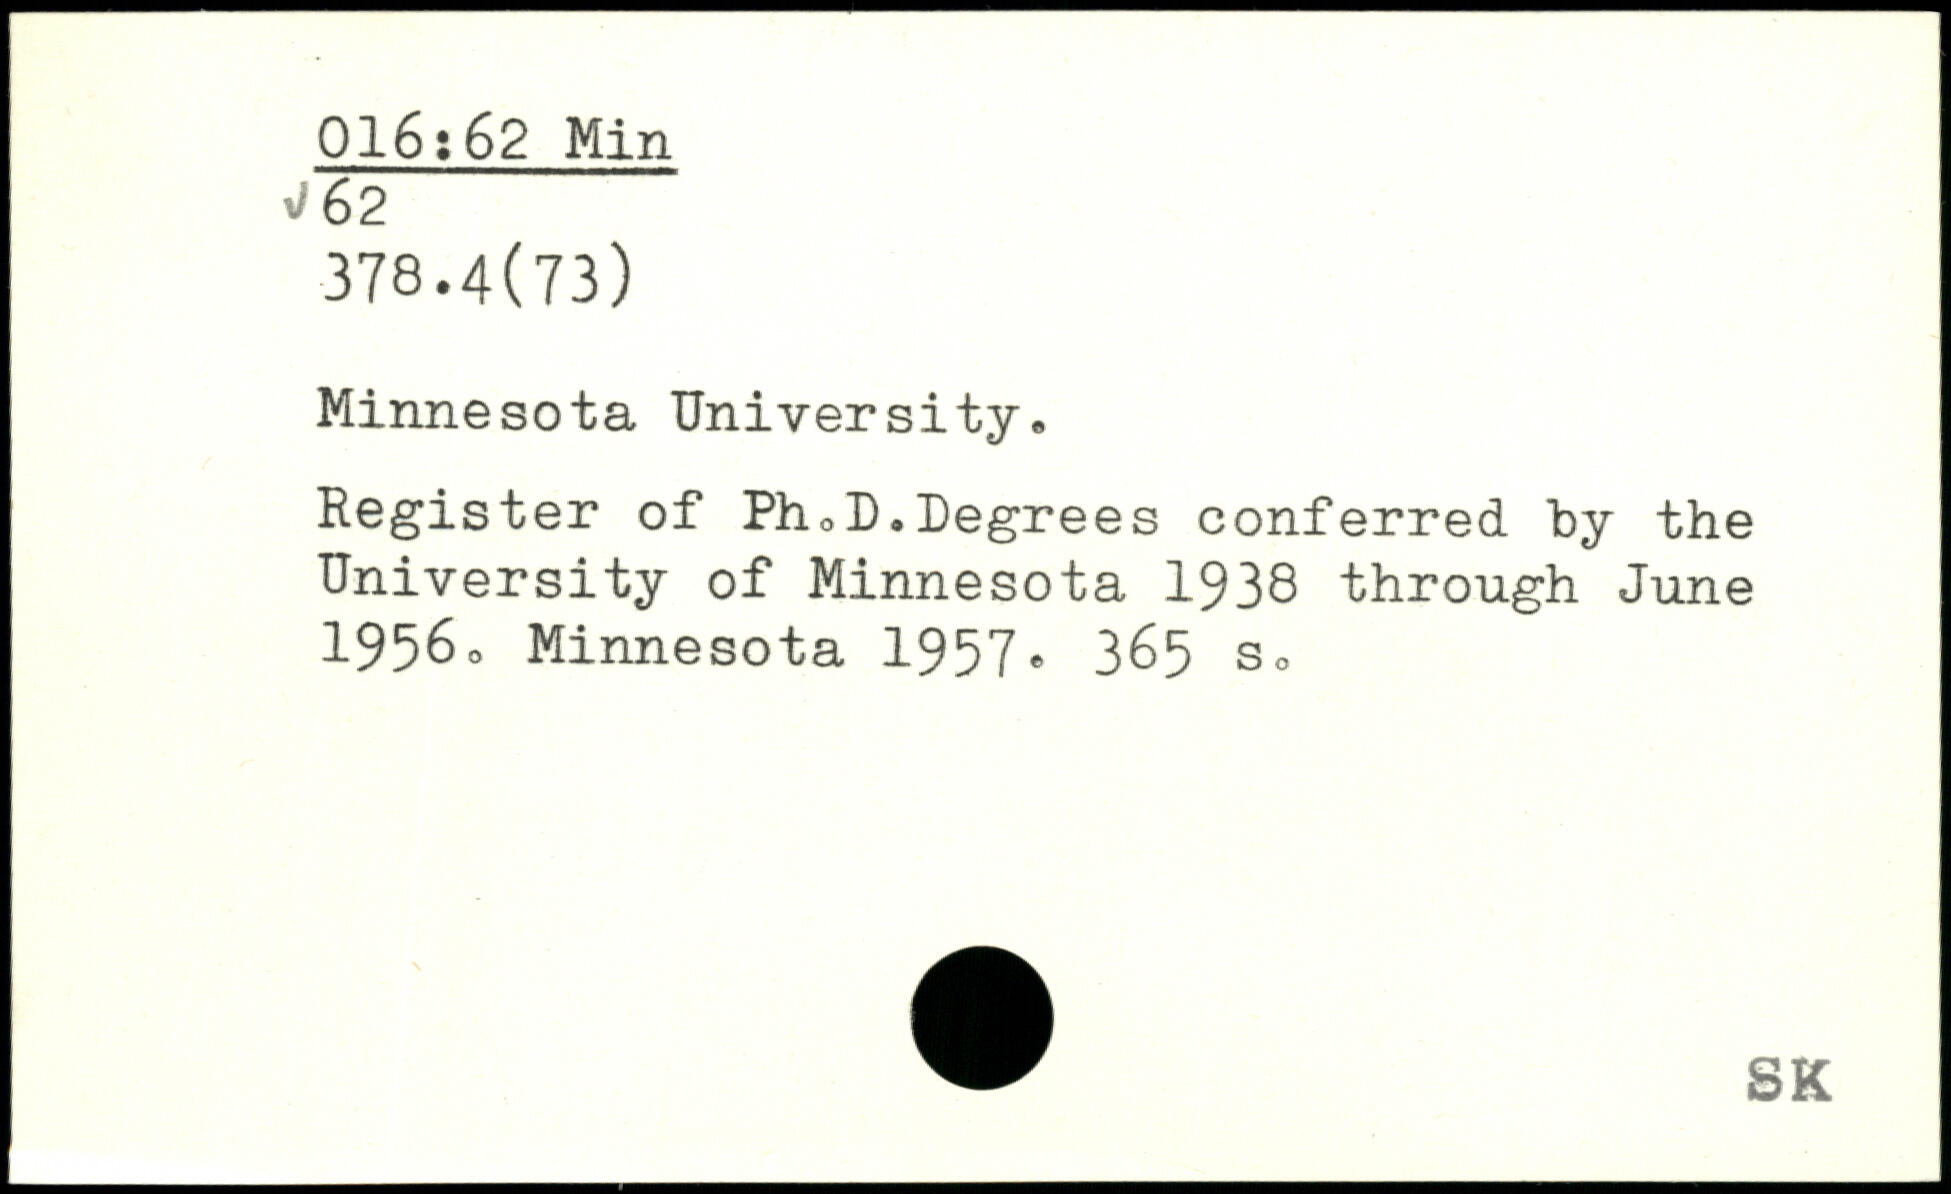 016:62 Min
√62
378.4(73)
Minnesota University.
Register of Ph.D.Degrees conferred by the
University of Minnesota 1938 through June
1956. Minnesota 1957. 365 s.
SK